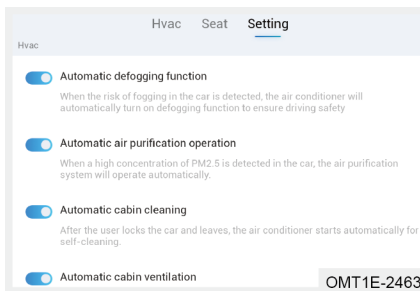 Hvac Seat Setting
Hvac
Automatic defogging function
When the risk of fogging in the car is detected, the air conditioner will
automatically turn on defogging function to ensure driving safety
Automatic air purification operation
When a high concentration of PM2.5 is detected in the car, the air purification
system will operate automatically.
Automatic cabin cleaning
After the user locks the car and leaves, the air conditioner starts automatically for
self-cleaning.
Automatic cabin ventilation
OMT1E-2463